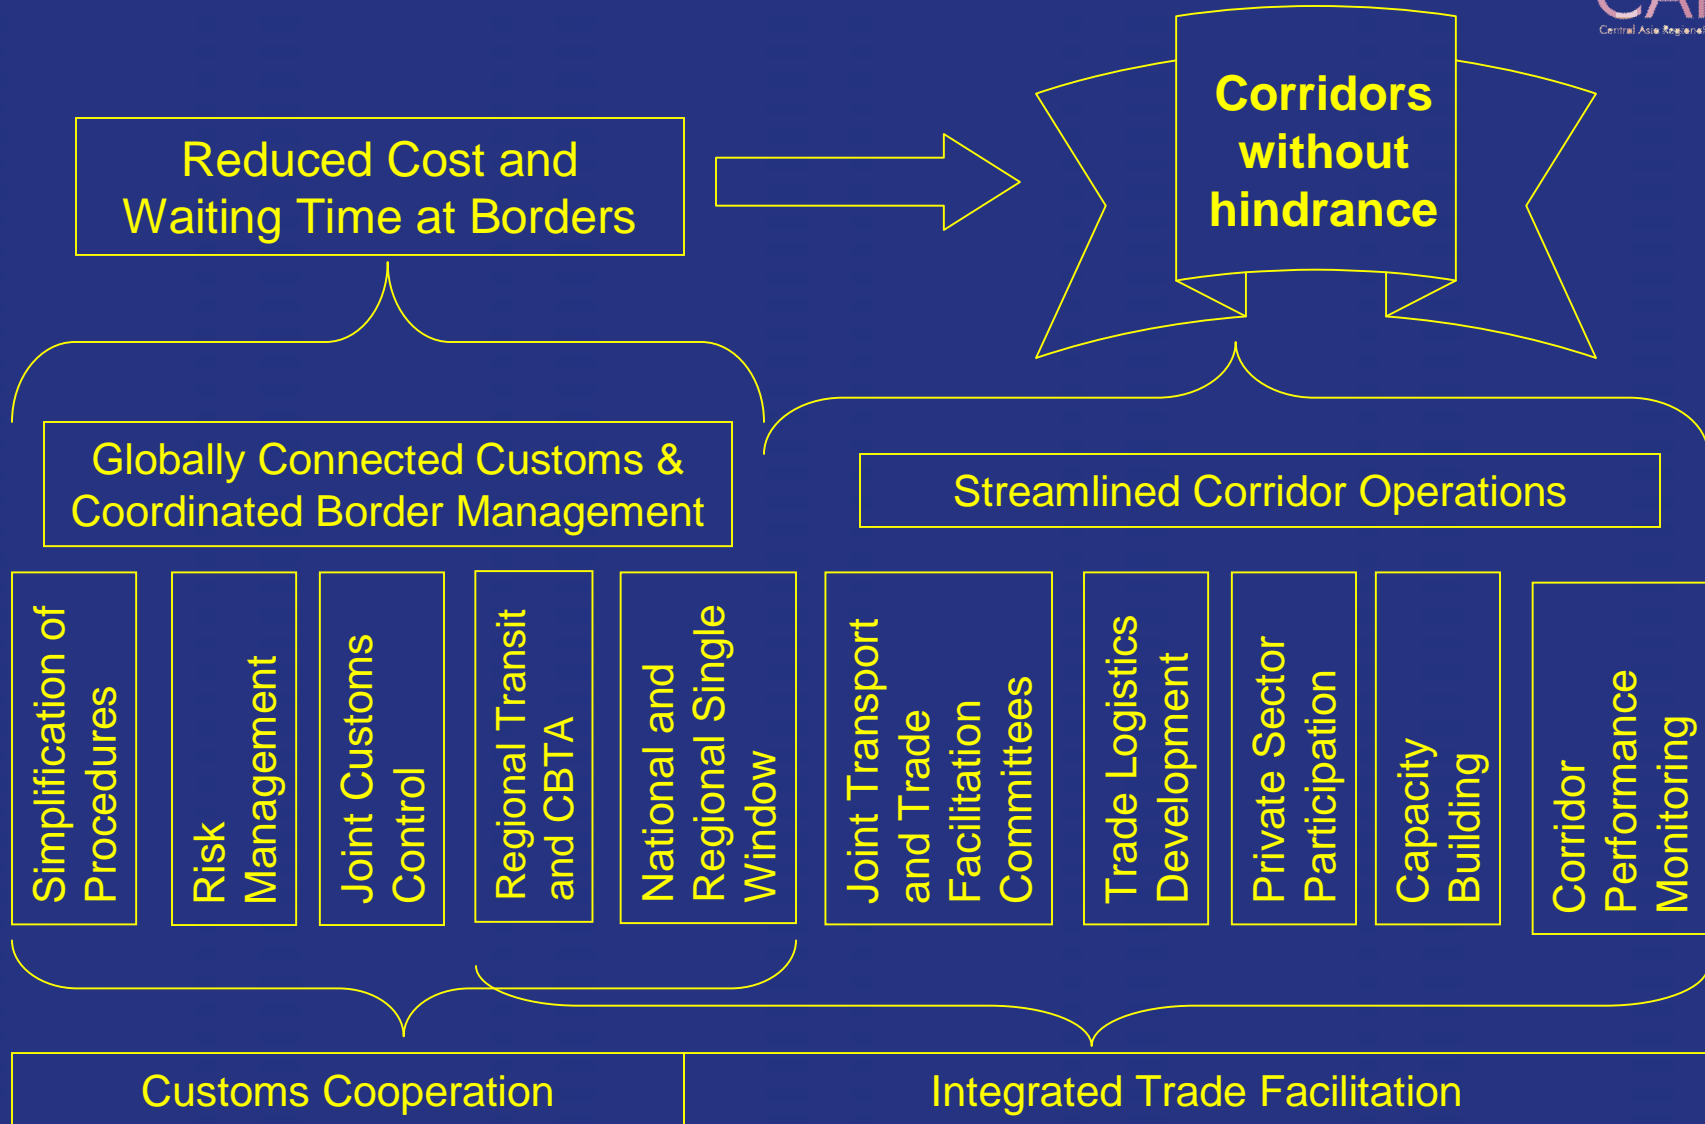 Central Asia Regional
Corridors
without
hindrance
Reduced Cost and
Waiting Time at Borders
Globally Connected Customs &
Coordinated Border Management
Streamlined Corridor Operations
Simplification of
Procedures
Risk
Management
Joint Customs
Control
Regional Transit
and CBTA
National and
Regional Single
Window
Joint Transport
and Trade
Facilitation
Committees
Trade Logistics
Development
Private Sector
Participation
Capacity
Building
Corridor
Performance
Monitoring
Customs Cooperation
Integrated Trade Facilitation